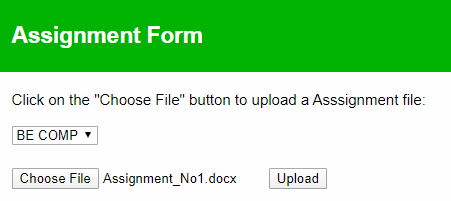 Assignment Form
Click on the "Choose File" button to upload a Asssignment file:
BE COMP
Choose File Assignment_No1.docx Upload